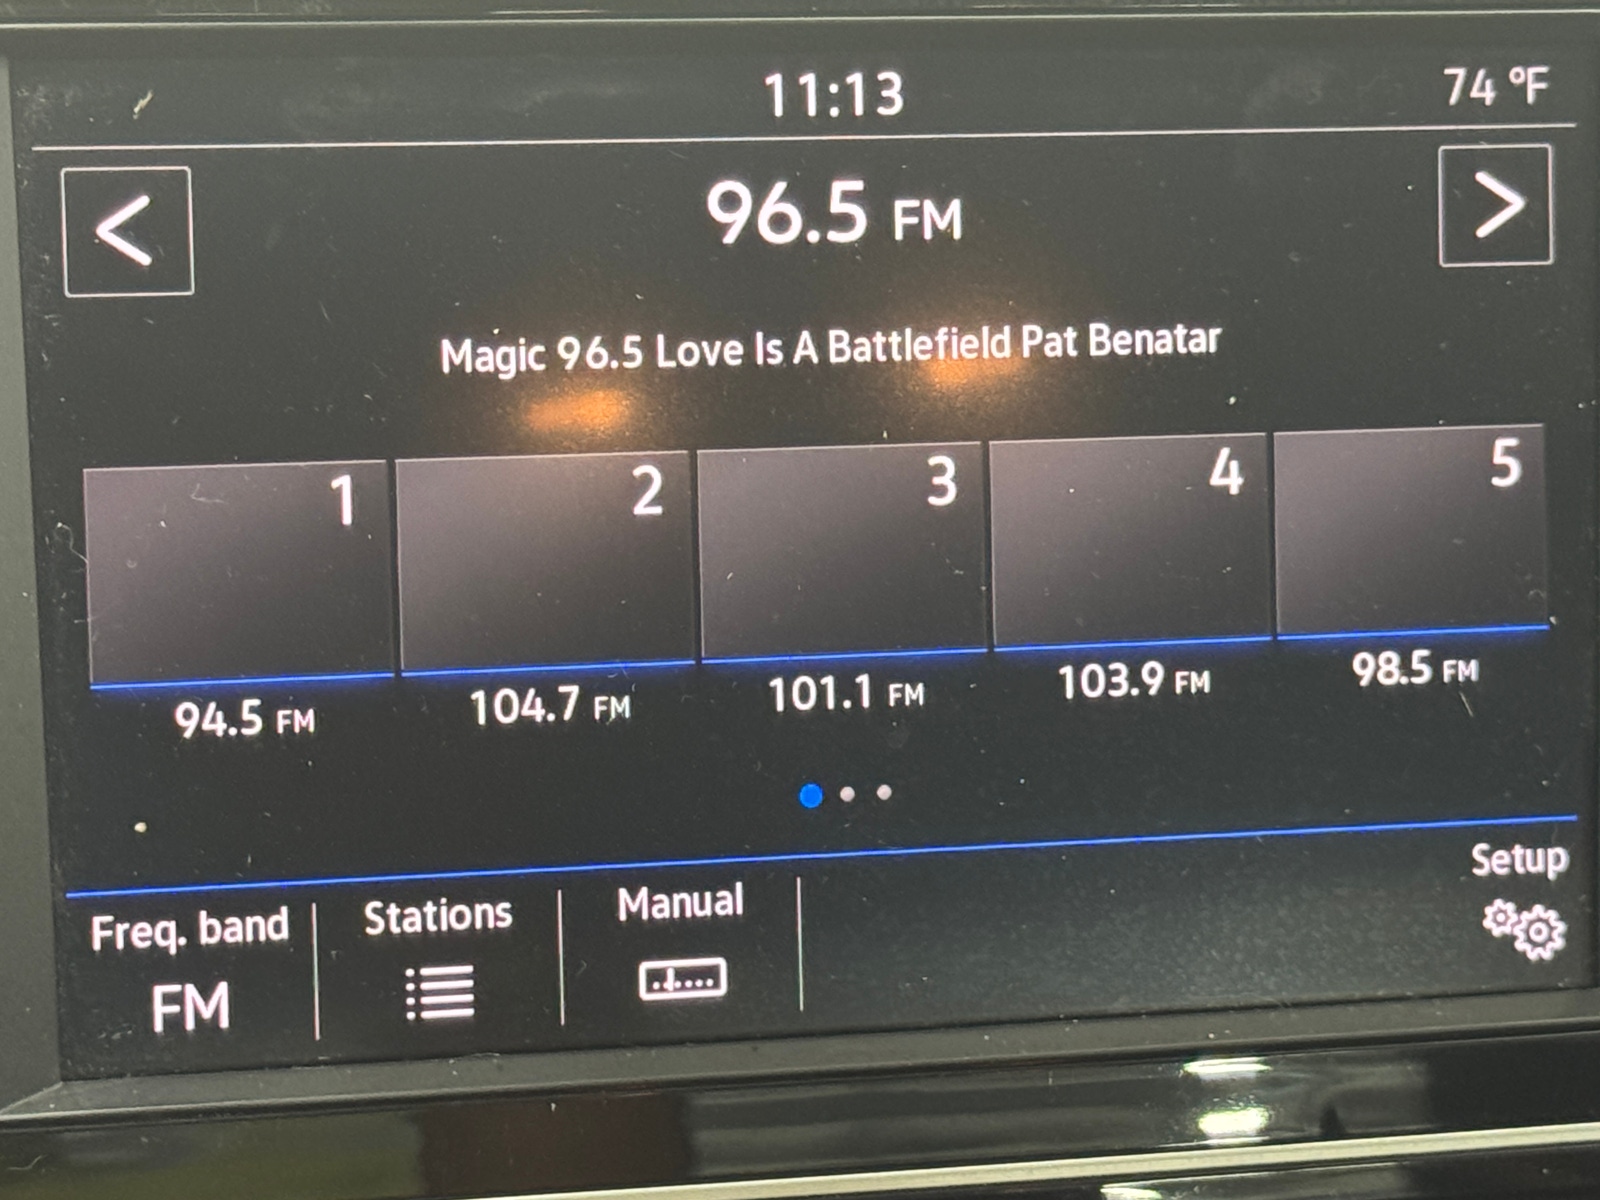 11:13
74 °F
<
96.5 FM
>
Magic 96.5 Love Is A Battlefield Pat Benatar
1
2
3
4
5
94.5 FM
104.7 FM
101.1 FM
103.9 FM
98.5 FM
Freq. band
FM
Stations
Manual
Setup